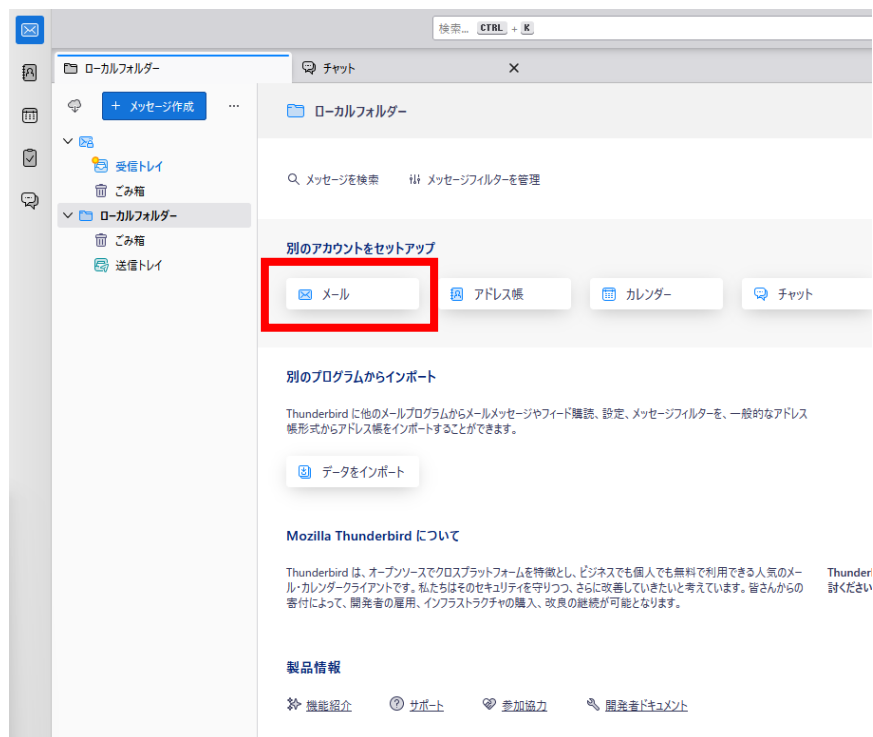 検索... CTRL + K
ローカルフォルダー
チャット
+ メッセージ作成
ローカルフォルダー
受信トレイ
ごみ箱
ローカルフォルダー
ごみ箱
送信トレイ
メッセージを検索 メッセージフィルターを管理
別のアカウントをセットアップ
メール アドレス帳 カレンダー チャット
別のプログラムからインポート
Thunderbird に他のメールプログラムからメールメッセージやフィード購読、設定、メッセージフィルターを、一般的なアドレス
帳形式からアドレス帳をインポートすることができます。
データをインポート
Mozilla Thunderbird について
Thunderbird は、オープンソースでクロスプラットフォームを特徴とし、ビジネスでも個人でも無料で利用できる人気のメー
ル・カレンダークライアントです。私たちはそのセキュリティを守りつつ、さらに改善していきたいと考えています。皆さんからの
寄付によって、開発者の雇用、インフラストラクチャの購入、改良の継続が可能となります。
Thunder
討ください
製品情報
機能紹介 サポート 参加協力 開発者ドキュメント